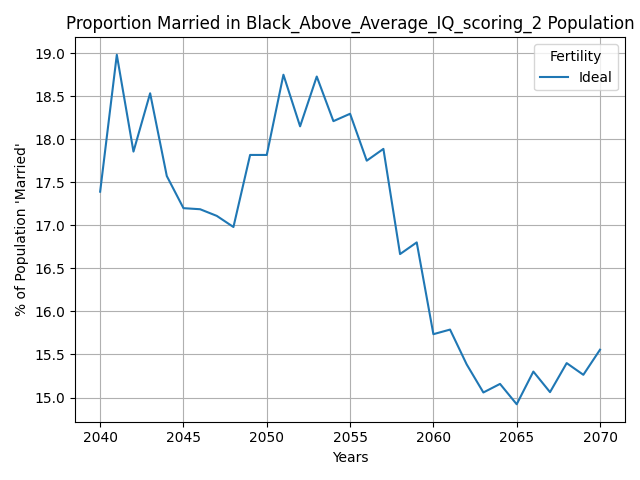 Proportion Married in Black_Above_Average_IQ_scoring_2 Population
Fertility
Ideal
% of Population 'Married'
19.0
18.5
18.0
17.5
17.0
16.5
16.0
15.5
15.0
2040 2045 2050 2055 2060 2065 2070
Years